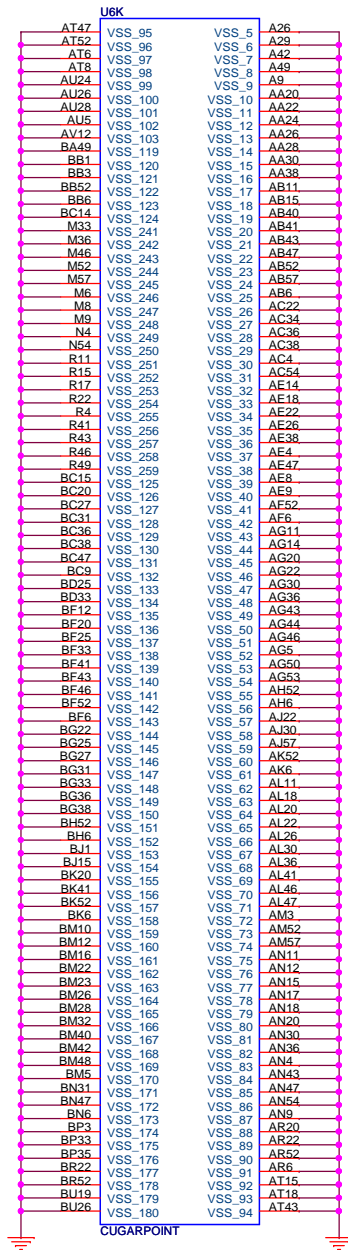 U6K
AT47 VSS_95 VSS_5 A26
AT52 VSS_96 VSS_6 A29
AT6 VSS_97 VSS_7 A42
AT8 VSS_98 VSS_8 A49
AU24 VSS_99 VSS_9 A9
AU26 VSS_100 VSS_10 AA20
AU28 VSS_101 VSS_11 AA22
AU5 VSS_102 VSS_12 AA24
AV12 VSS_103 VSS_13 AA26
BA49 VSS_119 VSS_14 AA28
BB1 VSS_120 VSS_15 AA30
BB3 VSS_121 VSS_16 AA38
BB52 VSS_122 VSS_17 AB11
BB6 VSS_123 VSS_18 AB15
BC14 VSS_124 VSS_19 AB40
M33 VSS_241 VSS_20 AB41
M36 VSS_242 VSS_21 AB43
M46 VSS_243 VSS_22 AB47
M52 VSS_244 VSS_23 AB52
M57 VSS_245 VSS_24 AB57
M6 VSS_246 VSS_25 AB6
M8 VSS_247 VSS_26 AC22
M9 VSS_248 VSS_27 AC34
N4 VSS_249 VSS_28 AC36
N54 VSS_250 VSS_29 AC38
R11 VSS_251 VSS_30 AC4
R15 VSS_252 VSS_31 AC54
R17 VSS_253 VSS_32 AE14
R22 VSS_254 VSS_33 AE18
R4 VSS_255 VSS_34 AE22
R41 VSS_256 VSS_35 AE26
R43 VSS_257 VSS_36 AE38
R46 VSS_258 VSS_37 AE4
R49 VSS_259 VSS_38 AE47
BC15 VSS_125 VSS_39 AE8
BC20 VSS_126 VSS_40 AE9
BC27 VSS_127 VSS_41 AF52
BC31 VSS_128 VSS_42 AF6
BC36 VSS_129 VSS_43 AG11
BC38 VSS_130 VSS_44 AG14
BC47 VSS_131 VSS_45 AG20
BC9 VSS_132 VSS_46 AG22
BD25 VSS_133 VSS_47 AG30
BD33 VSS_134 VSS_48 AG36
BF12 VSS_135 VSS_49 AG43
BF20 VSS_136 VSS_50 AG44
BF25 VSS_137 VSS_51 AG46
BF33 VSS_138 VSS_52 AG5
BF41 VSS_139 VSS_53 AG50
BF43 VSS_140 VSS_54 AG53
BF46 VSS_141 VSS_55 AH52
BF52 VSS_142 VSS_56 AH6
BF6 VSS_143 VSS_57 AJ22
BG22 VSS_144 VSS_58 AJ30
BG25 VSS_145 VSS_59 AJ57
BG27 VSS_146 VSS_60 AK52
BG31 VSS_147 VSS_61 AK6
BG33 VSS_148 VSS_62 AL11
BG36 VSS_149 VSS_63 AL18
BG38 VSS_150 VSS_64 AL20
BH52 VSS_151 VSS_65 AL22
BH6 VSS_152 VSS_66 AL26
BJ1 VSS_153 VSS_67 AL30
BJ15 VSS_154 VSS_68 AL36
BK20 VSS_155 VSS_69 AL41
BK41 VSS_156 VSS_70 AL46
BK52 VSS_157 VSS_71 AL47
BK6 VSS_158 VSS_72 AM3
BM10 VSS_159 VSS_73 AM52
BM12 VSS_160 VSS_74 AM57
BM16 VSS_161 VSS_75 AN11
BM22 VSS_162 VSS_76 AN12
BM23 VSS_163 VSS_77 AN15
BM26 VSS_164 VSS_78 AN17
BM28 VSS_165 VSS_79 AN18
BM32 VSS_166 VSS_80 AN20
BM40 VSS_167 VSS_81 AN30
BM42 VSS_168 VSS_82 AN36
BM48 VSS_169 VSS_83 AN4
BM5 VSS_170 VSS_84 AN43
BN31 VSS_171 VSS_85 AN47
BN47 VSS_172 VSS_86 AN54
BN6 VSS_173 VSS_87 AN9
BP3 VSS_174 VSS_88 AR20
BP33 VSS_175 VSS_89 AR22
BP35 VSS_176 VSS_90 AR52
BR22 VSS_177 VSS_91 AR6
BR52 VSS_178 VSS_92 AT15
BU19 VSS_179 VSS_93 AT18
BU26 VSS_180 VSS_94 AT43
CUGARPOINT